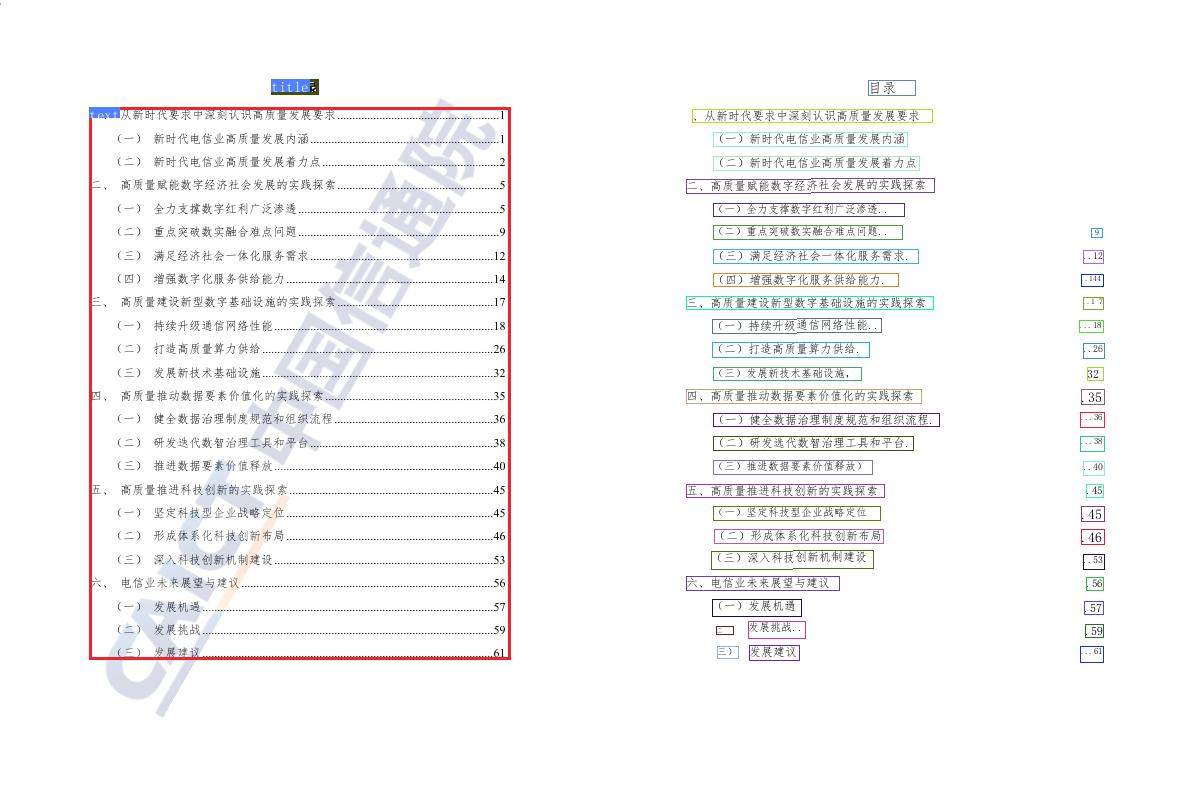 title
text从新时代要求中深刻认识高质量发展要求 1
(一) 新时代电信业高质量发展内涵 1
(二) 新时代电信业高质量发展着力点 2
二、 高质量赋能数字经济社会发展的实践探索 5
(一) 全力支撑数字红利广泛渗透 5
(二) 重点突破数实融合难点问题 9
(三) 满足经济社会一体化服务需求 12
(四) 增强数字化服务供给能力 14
三、 高质量建设新型数字基础设施的实践探索 17
(一) 持续升级通信网络性能 18
(二) 打造高质量算力供给 26
(三) 发展新技术基础设施 32
四、 高质量推动数据要素价值化的实践探索 35
(一) 健全数据治理制度规范和组织流程 36
(二) 研发迭代数智治理工具和平台 38
(三) 推进数据要素价值释放 40
五、 高质量推进科技创新的实践探索 45
(一) 坚定科技型企业战略定位 45
(二) 形成体系化科技创新布局 46
(三) 深入科技创新机制建设 53
六、 电信业未来展望与建议 56
(一) 发展机遇 57
(二) 发展挑战 59
(三) 发展建议 61
CAICT 中国信通院
目录
、从新时代要求中深刻认识高质量发展要求
(一)新时代电信业高质量发展内涵
(二)新时代电信业高质量发展着力点
二、高质量赋能数字经济社会发展的实践探索
(一)全力支撑数字红利广泛渗透..
(二)重点突破数实融合难点问题.. 9
(三)满足经济社会一体化服务需求. ..12
(四)增强数字化服务供给能力. .144
三、高质量建设新型数字基础设施的实践探索 ..17
(一)持续升级通信网络性能.. ...18
(二)打造高质量算力供给. ..26
(三)发展新技术基础设施, 32
四、高质量推动数据要素价值化的实践探索 .35
(一)健全数据治理制度规范和组织流程. ...36
(二)研发迭代数智治理工具和平台. ...38
(三)推进数据要素价值释放) ..40
五、高质量推进科技创新的实践探索 .45
(一)坚定科技型企业战略定位 .45
(二)形成体系化科技创新布局 .46
(三)深入科技创新机制建设 ..53
六、电信业未来展望与建议 .56
(一)发展机遇 .57
发展挑战.. .59
三) 发展建议 ...61